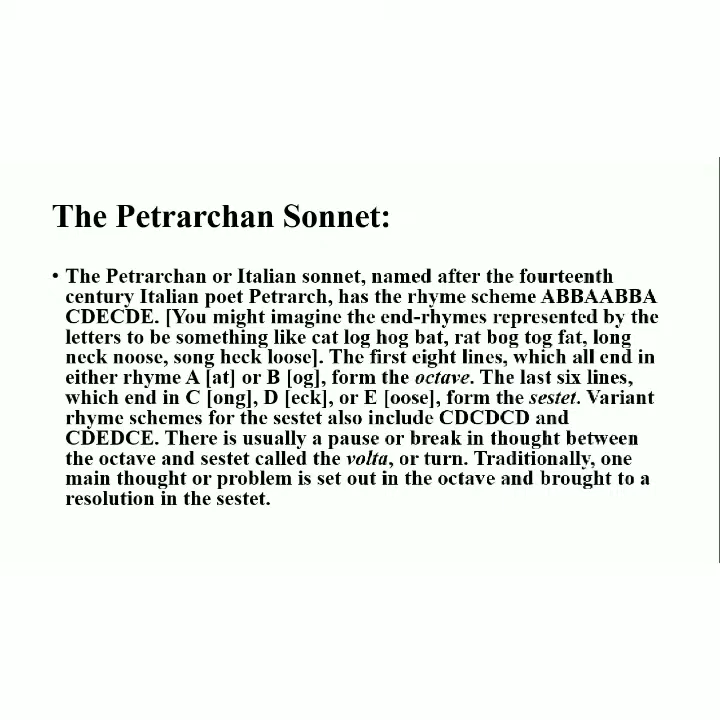 The Petrarchan Sonnet:
• The Petrarchan or Italian sonnet, named after the fourteenth
century Italian poet Petrarch, has the rhyme scheme ABBAABBA
CDECDE. [You might imagine the end-rhymes represented by the
letters to be something like cat log hog bat, rat bog tog fat, long
neck noose, song heck loose]. The first eight lines, which all end in
either rhyme A [at] or B [og], form the octave. The last six lines,
which end in C [ong], D [eck], or E [oose], form the sestet. Variant
rhyme schemes for the sestet also include CDCDCD and
CDEDCE. There is usually a pause or break in thought between
the octave and sestet called the volta, or turn. Traditionally, one
main thought or problem is set out in the octave and brought to a
resolution in the sestet.